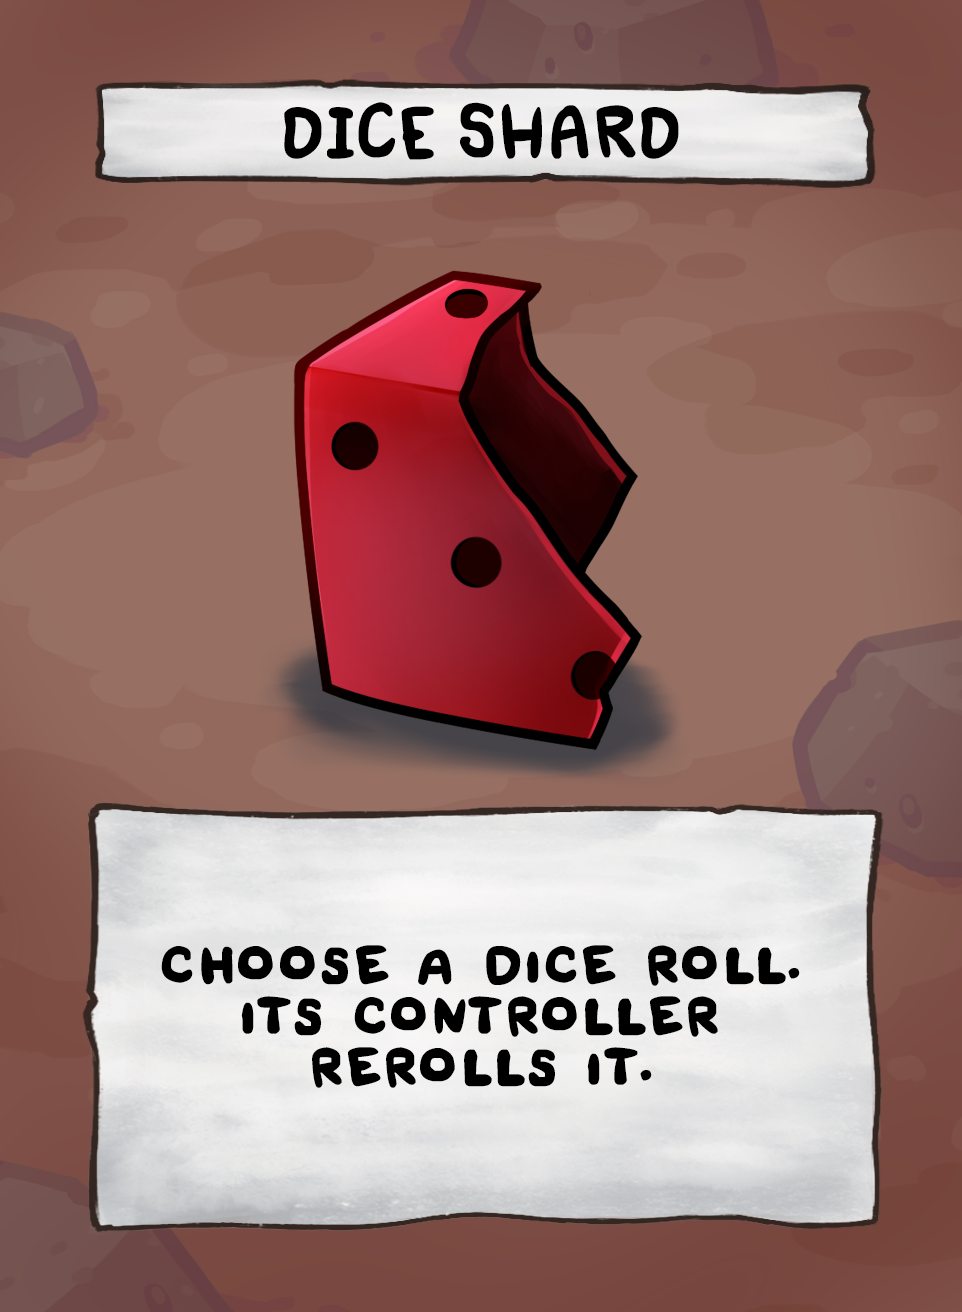 DICE SHARD
CHOOSE A DICE ROLL.
ITS CONTROLLER
REROLLS IT.